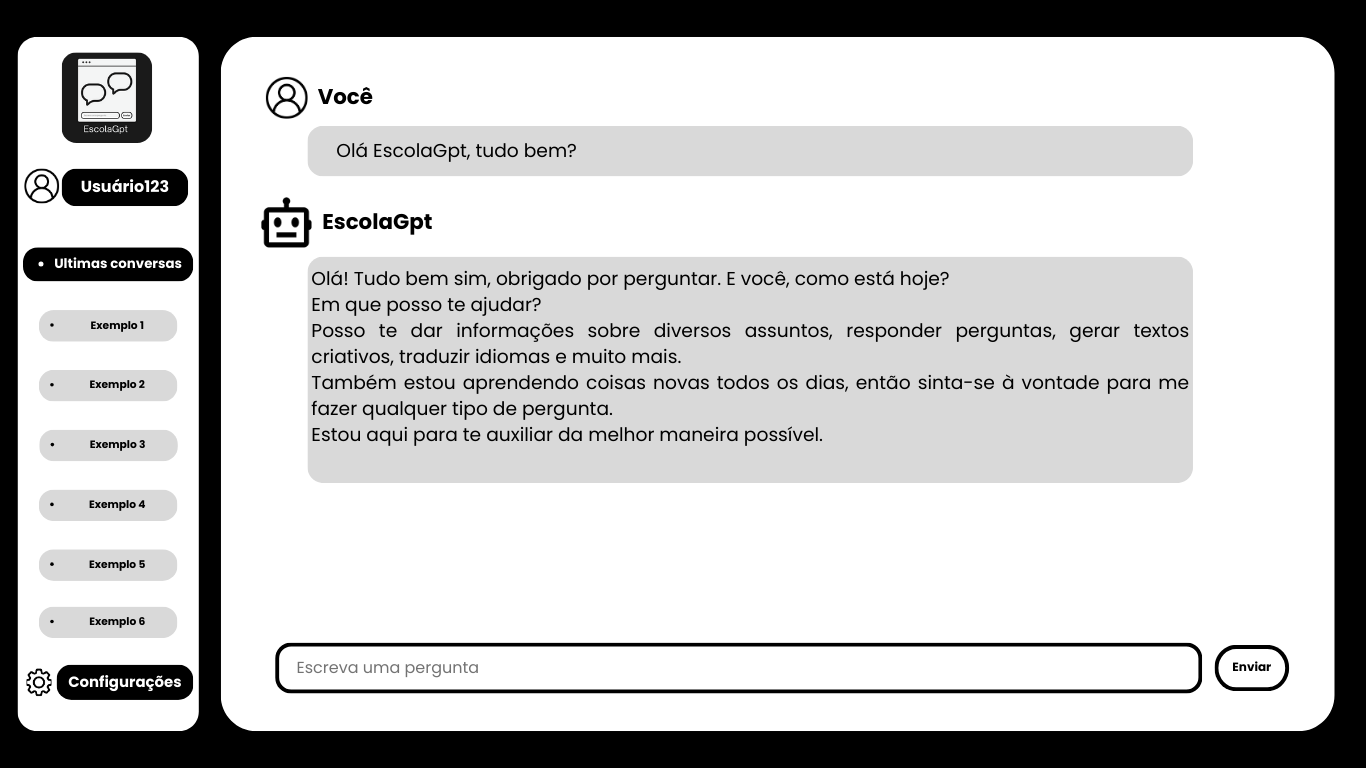 EscolaGpt
Usuário123
• Ultimas conversas
• Exemplo 1
• Exemplo 2
• Exemplo 3
• Exemplo 4
• Exemplo 5
• Exemplo 6
Configurações
Você
Olá EscolaGpt, tudo bem?
EscolaGpt
Olá! Tudo bem sim, obrigado por perguntar. E você, como está hoje?
Em que posso te ajudar?
Posso te dar informações sobre diversos assuntos, responder perguntas, gerar textos
criativos, traduzir idiomas e muito mais.
Também estou aprendendo coisas novas todos os dias, então sinta-se à vontade para me
fazer qualquer tipo de pergunta.
Estou aqui para te auxiliar da melhor maneira possível.
Escreva uma pergunta
Enviar